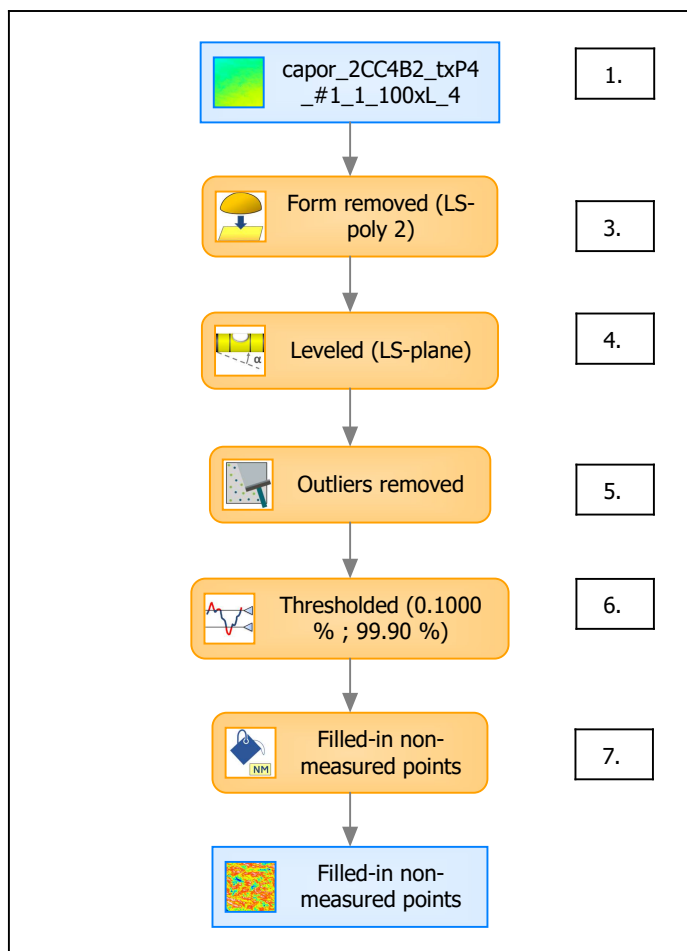 capor_2CC4B2_txP4
_#1_1_100xL_4
1.
Form removed (LS-
poly 2)
3.
α
Leveled (LS-plane)
4.
Outliers removed
5.
Thresholded (0.1000
% ; 99.90 %)
6.
NM
Filled-in non-
measured points
7.
Filled-in non-
measured points